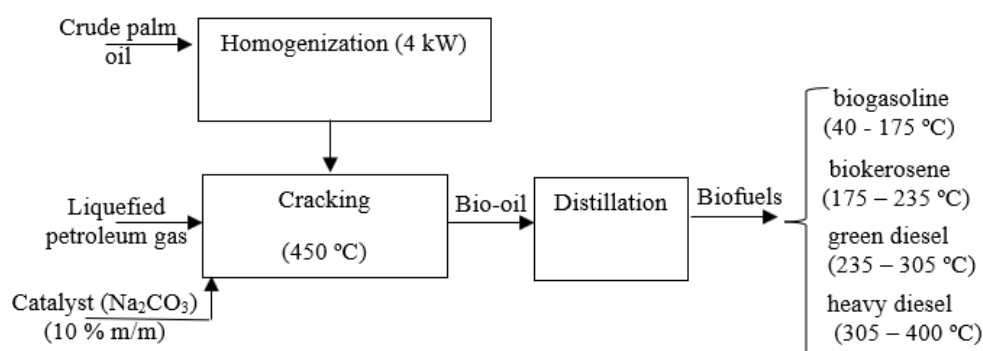 Crude palm
oil
Homogenization (4 kW)
Liquefied
petroleum gas
Catalyst (Na₂CO₃)
(10 % m/m)
Cracking
(450 ºC)
Bio-oil
Distillation
Biofuels
biogasoline
(40 - 175 ºC)
biokerosene
(175 – 235 ºC)
green diesel
(235 – 305 ºC)
heavy diesel
(305 – 400 ºC)